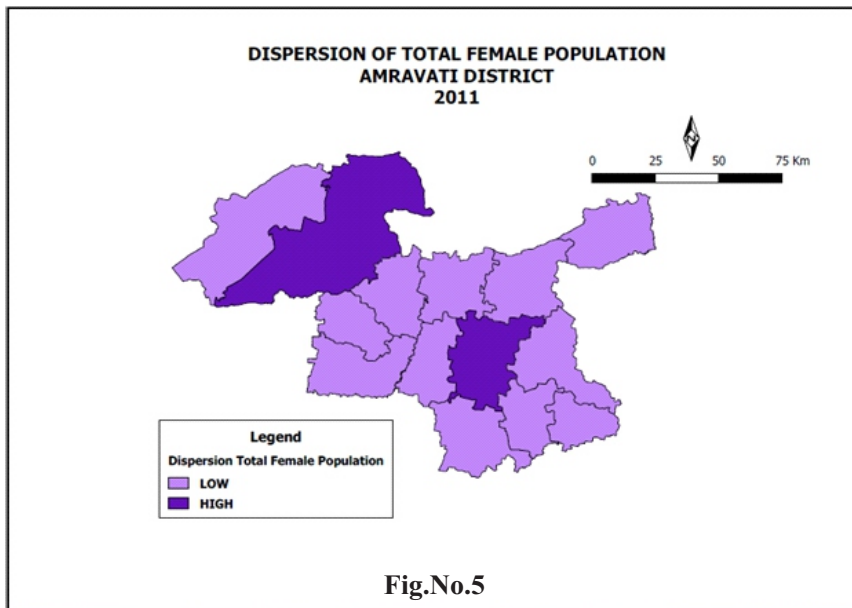 DISPERSION OF TOTAL FEMALE POPULATION
AMRAVATI DISTRICT
2011
N
0 25 50 75 Km
Legend
Dispersion Total Female Population
LOW
HIGH
Fig.No.5